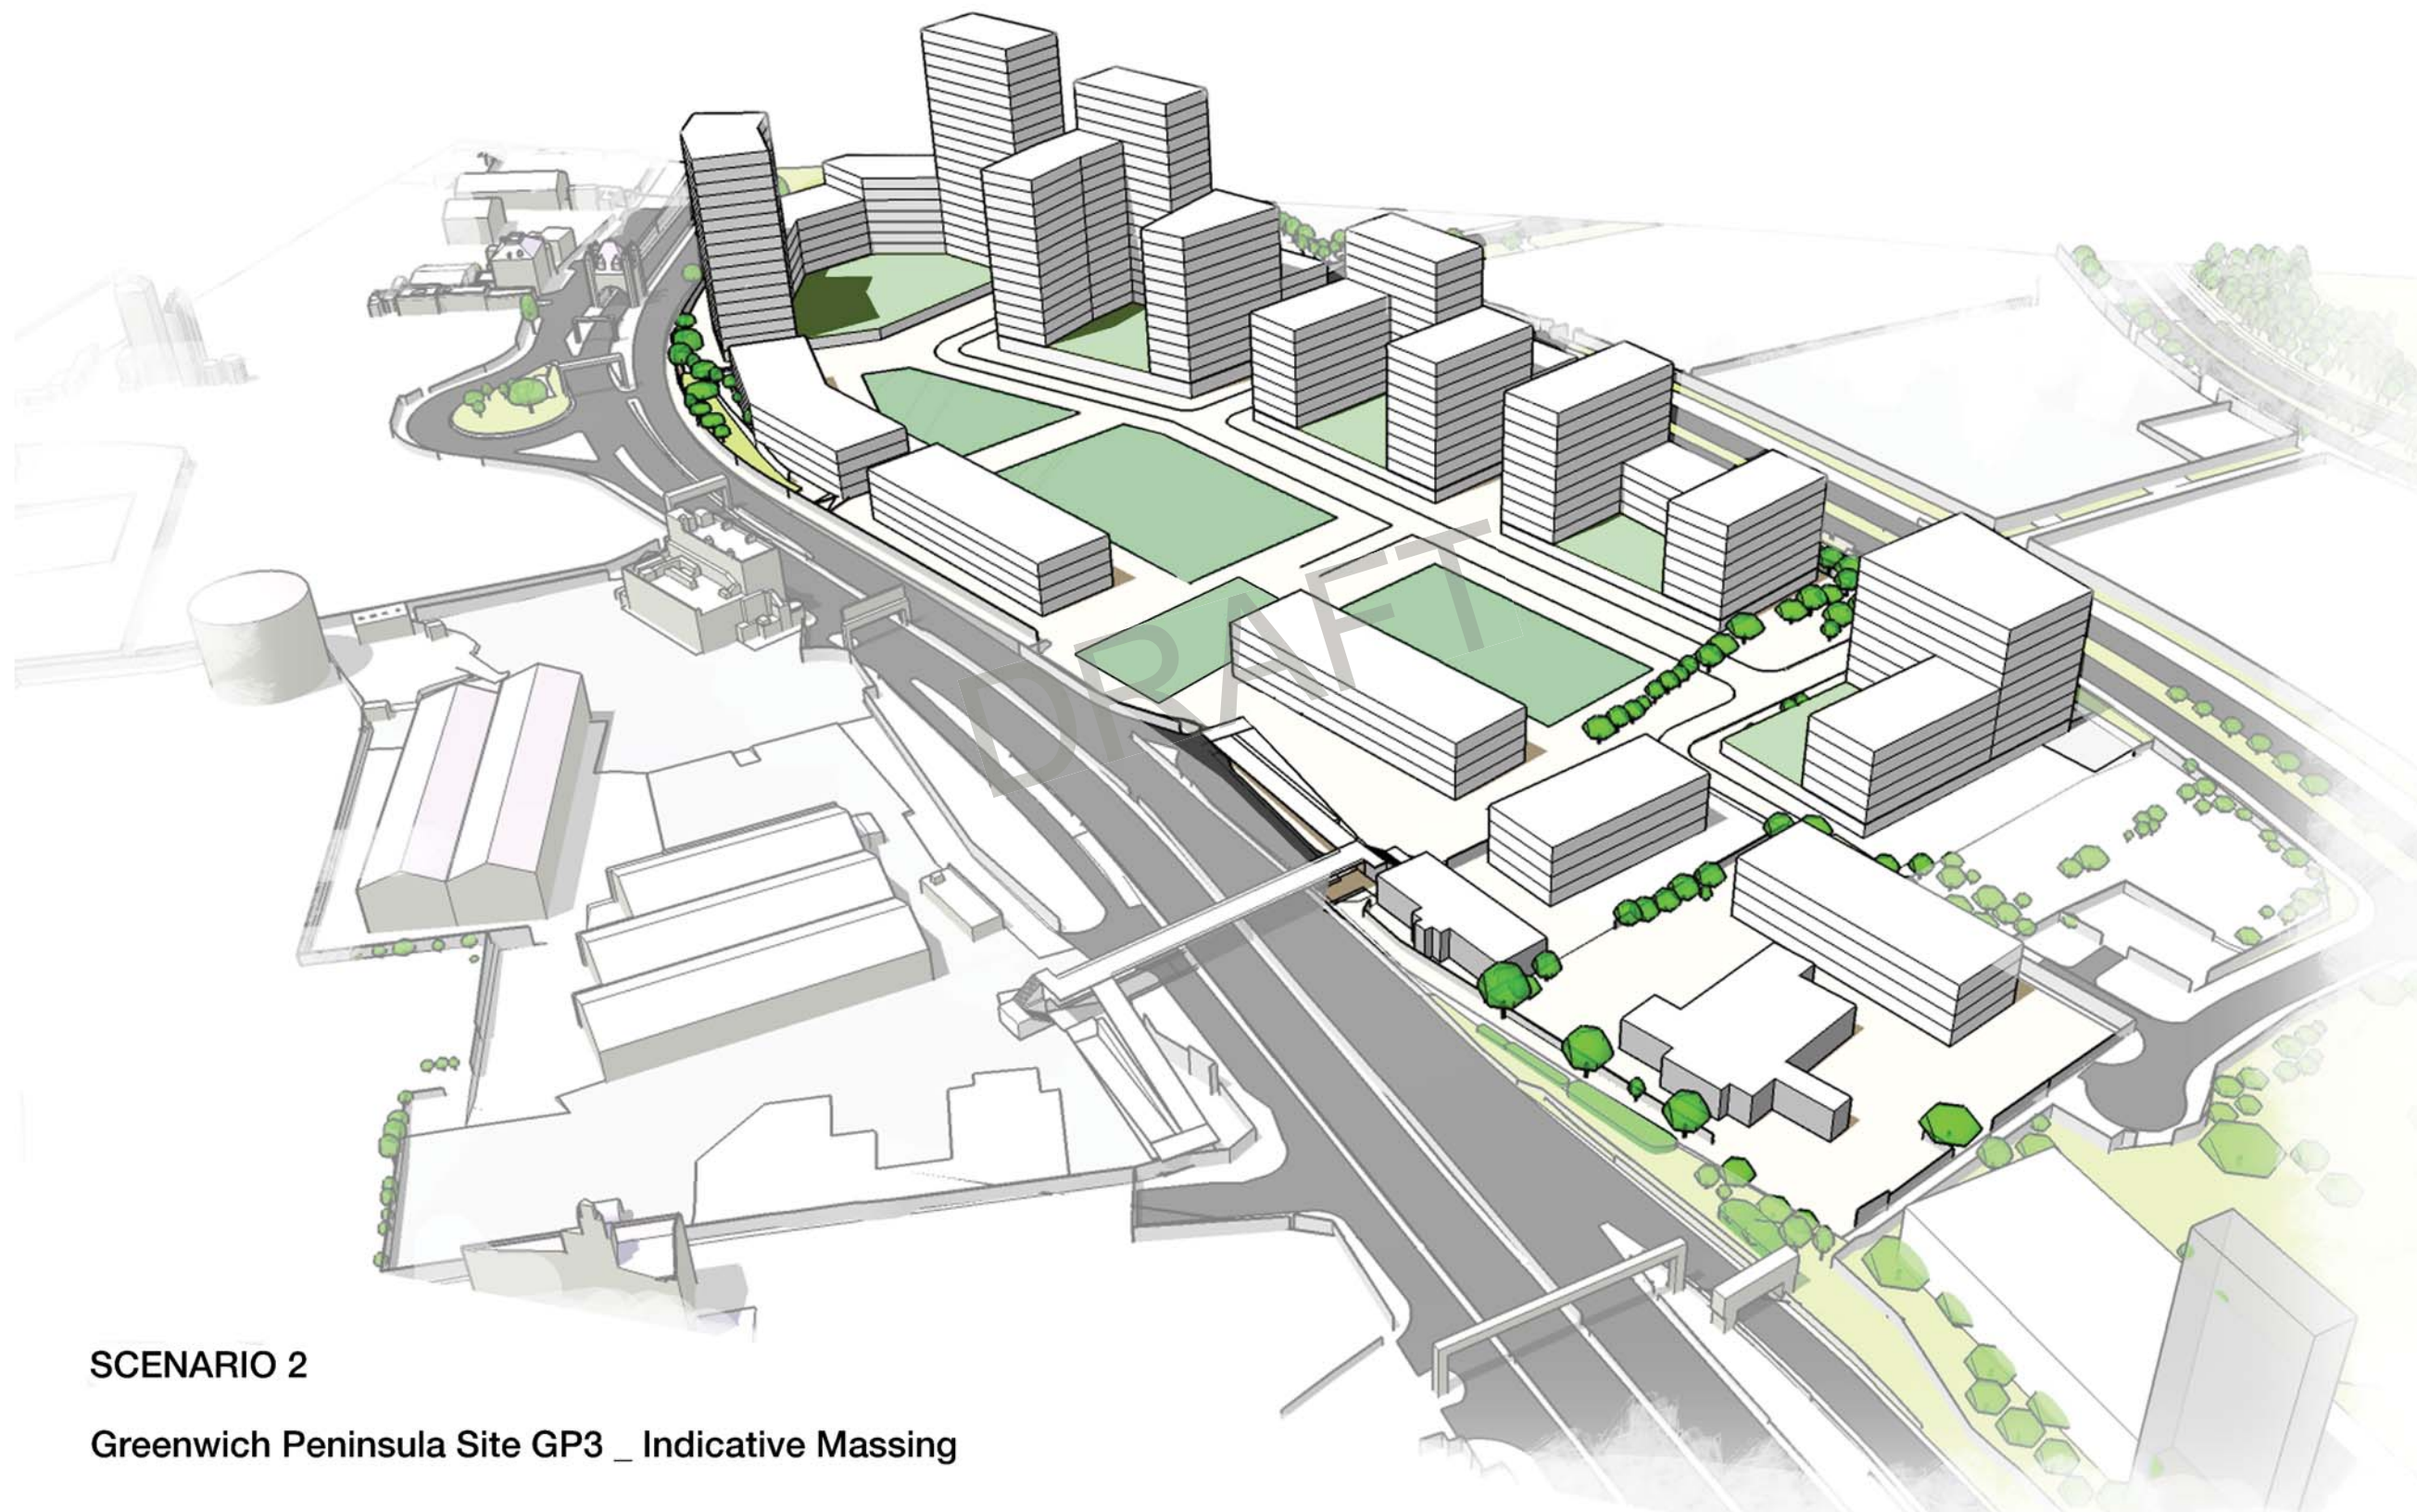 DRAFT
SCENARIO 2
Greenwich Peninsula Site GP3 _ Indicative Massing